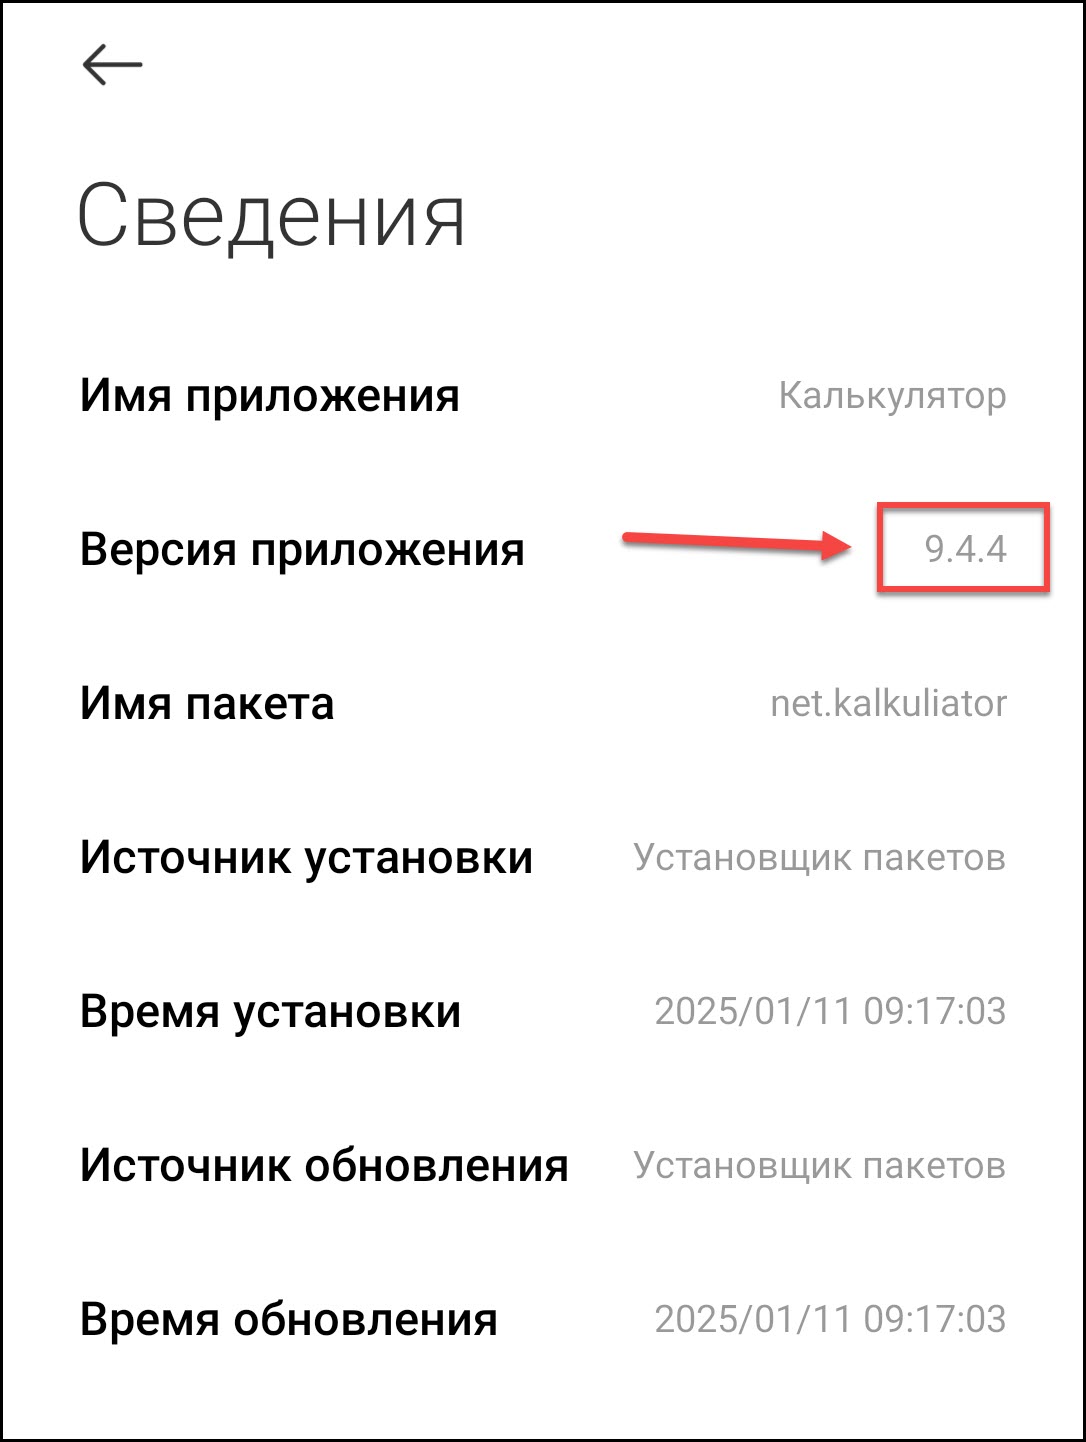 Сведения
Имя приложения Калькулятор
Версия приложения 9.4.4
Имя пакета net.kalkuliator
Источник установки Установщик пакетов
Время установки 2025/01/11 09:17:03
Источник обновления Установщик пакетов
Время обновления 2025/01/11 09:17:03